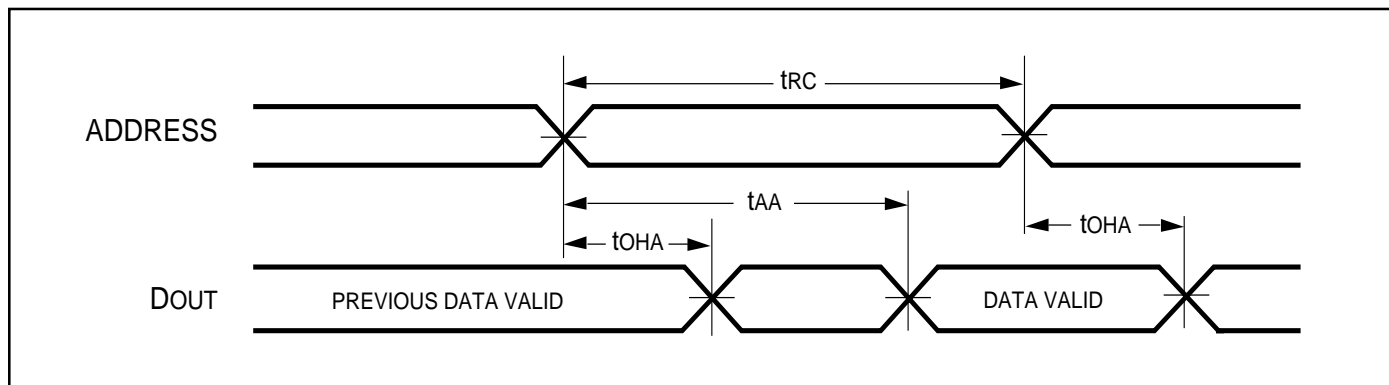 tRC
ADDRESS
tAA
tOHA
tOHA
DOUT
PREVIOUS DATA VALID
DATA VALID